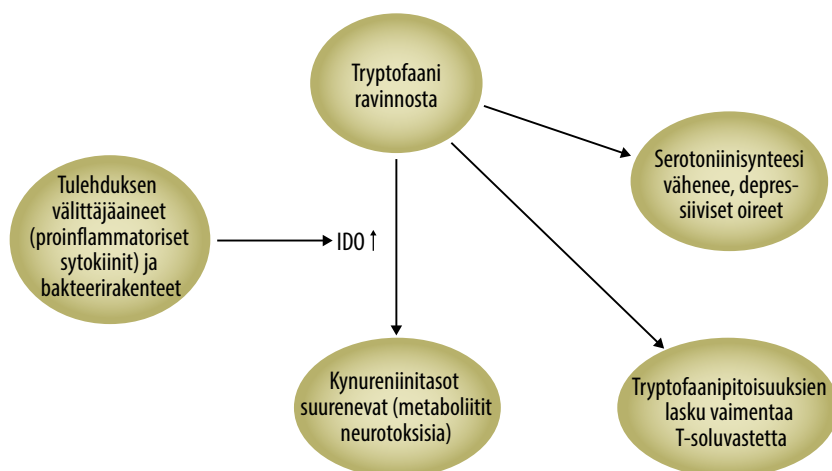 Tryptofaani
ravinnosta
Serotoniinisynteesi
vähenee, depres-
siiviset oireet
Tulehduksen
välittäjäaineet
(proinflammatoriset
sytokiinit) ja
bakteerirakenteet
IDO ↑
Kynureniinitasot
suurenevat (metaboliitit
neurotoksisia)
Tryptofaanipitoisuuksien
lasku vaimentaa
T-soluvastetta